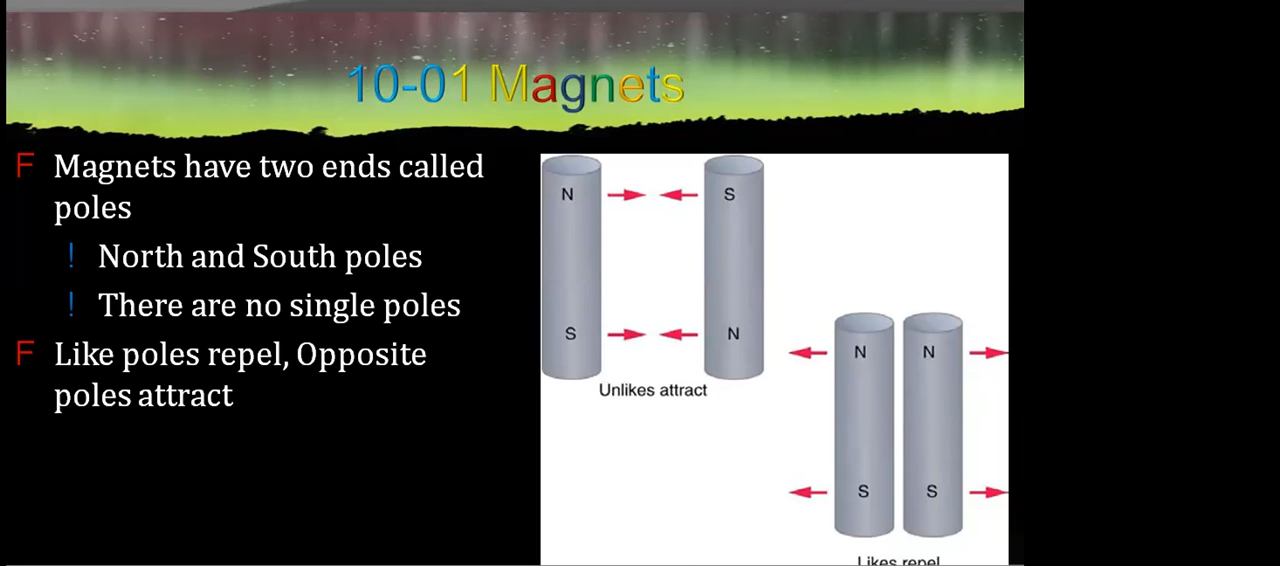 10-01 Magnets
F Magnets have two ends called
poles
! North and South poles
! There are no single poles
F Like poles repel, Opposite
poles attract
N S
S N
Unlikes attract
N N
S S
Likes repel